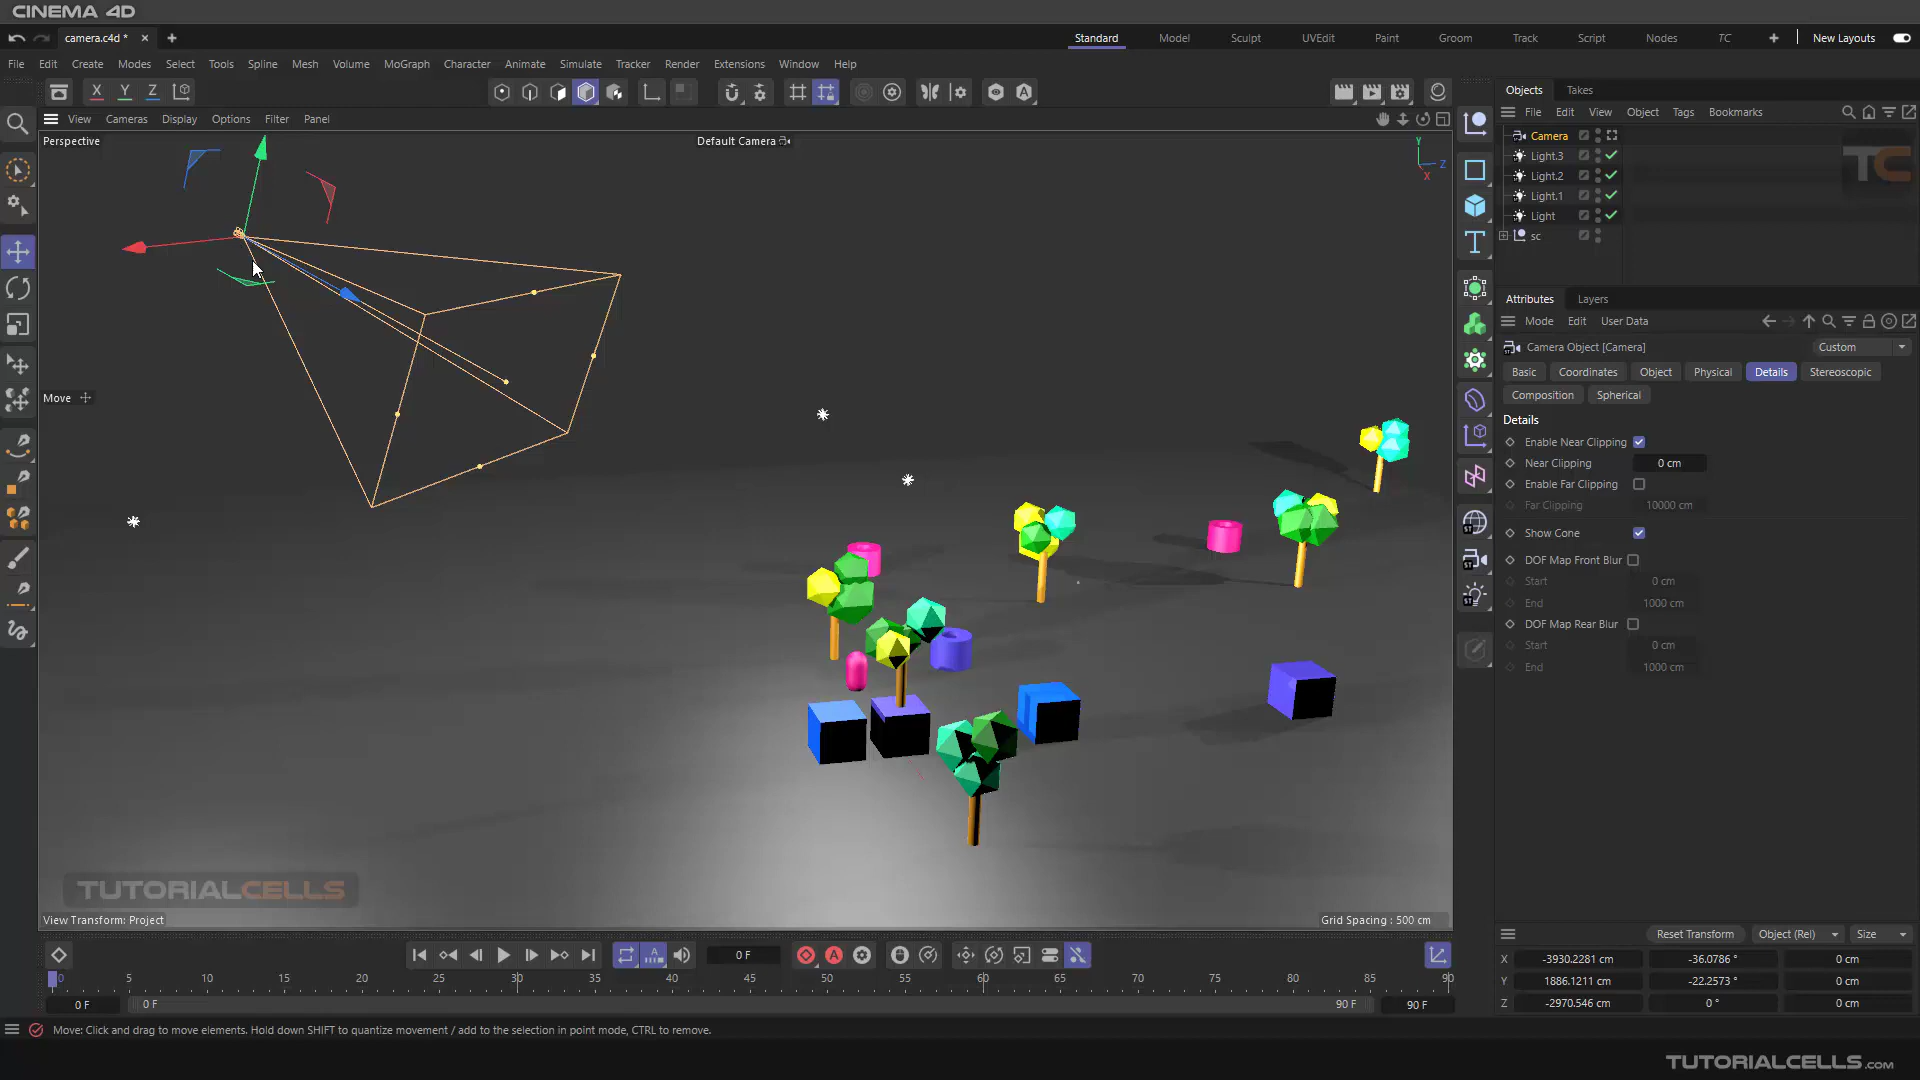 CINEMA 4D
camera.c4d *
Standard Model Sculpt UVEdit Paint Groom Track Script Nodes TC New Layouts
File Edit Create Modes Select Tools Spline Mesh Volume MoGraph Character Animate Simulate Tracker Render Extensions Window Help
X Y Z
View Cameras Display Options Filter Panel
Perspective
Default Camera
Y
Z
X
Move
TUTORIALCELLS
View Transform: Project
Grid Spacing : 500 cm
Objects Takes
File Edit View Object Tags Bookmarks
Camera
Light.3
Light.2
Light.1
Light
sc
TC
Attributes Layers
Mode Edit User Data
Camera Object [Camera]
Custom
Basic Coordinates Object Physical Details Stereoscopic
Composition Spherical
Details
Enable Near Clipping
Near Clipping 0 cm
Enable Far Clipping
Far Clipping 10000 cm
Show Cone
DOF Map Front Blur
Start 0 cm
End 1000 cm
DOF Map Rear Blur
Start 0 cm
End 1000 cm
Reset Transform Object (Rel) Size
X -3930.2281 cm -36.0786 ° 0 cm
Y 1886.1211 cm -22.2573 ° 0 cm
Z -2970.546 cm 0 ° 0 cm
0 F
0 5 10 15 20 25 30 35 40 45 50 55 60 65 70 75 80 85 90
0 F 0 F 90 F 90 F
Move: Click and drag to move elements. Hold down SHIFT to quantize movement / add to the selection in point mode, CTRL to remove.
TUTORIALCELLS.com